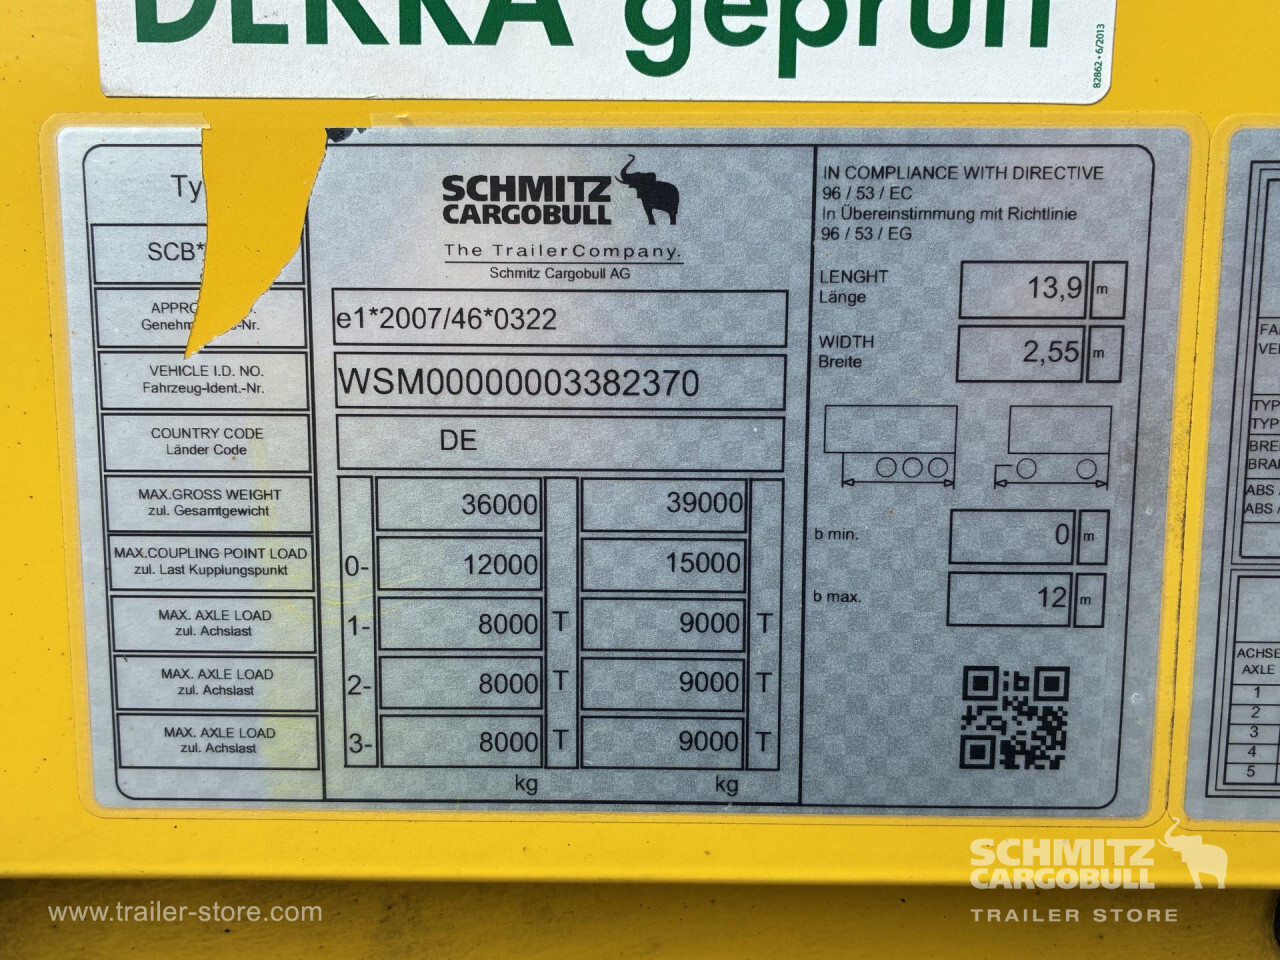 DEKRA geprüft
82862 • 6/2013
SCB*
SCHMITZ
CARGOBULL
The TrailerCompany.
Schmitz Cargobull AG
Genehm -Nr.
e1*2007/46*0322
VEHICLE I.D. NO.
Fahrzeug-Ident.-Nr.
WSM00000003382370
COUNTRY CODE
Länder Code
DE
MAX.GROSS WEIGHT
zul. Gesamtgewicht
36000 39000
MAX.COUPLING POINT LOAD
zul. Last Kupplungspunkt
0- 12000 15000
MAX. AXLE LOAD
zul. Achslast
1- 8000 T 9000 T
MAX. AXLE LOAD
zul. Achslast
2- 8000 T 9000 T
MAX. AXLE LOAD
zul. Achslast
3- 8000 T 9000 T
kg kg
IN COMPLIANCE WITH DIRECTIVE
96 / 53 / EC
In Übereinstimmung mit Richtlinie
96 / 53 / EG
LENGHT
Länge
13,9 m
WIDTH
Breite
2,55 m
b min. 0 m
b max. 12 m
ib
ABS
ABS
ACHSE
AXLE
1
2
3
4
5
www.trailer-store.com
SCHMITZ
CARGOBULL
TRAILER STORE